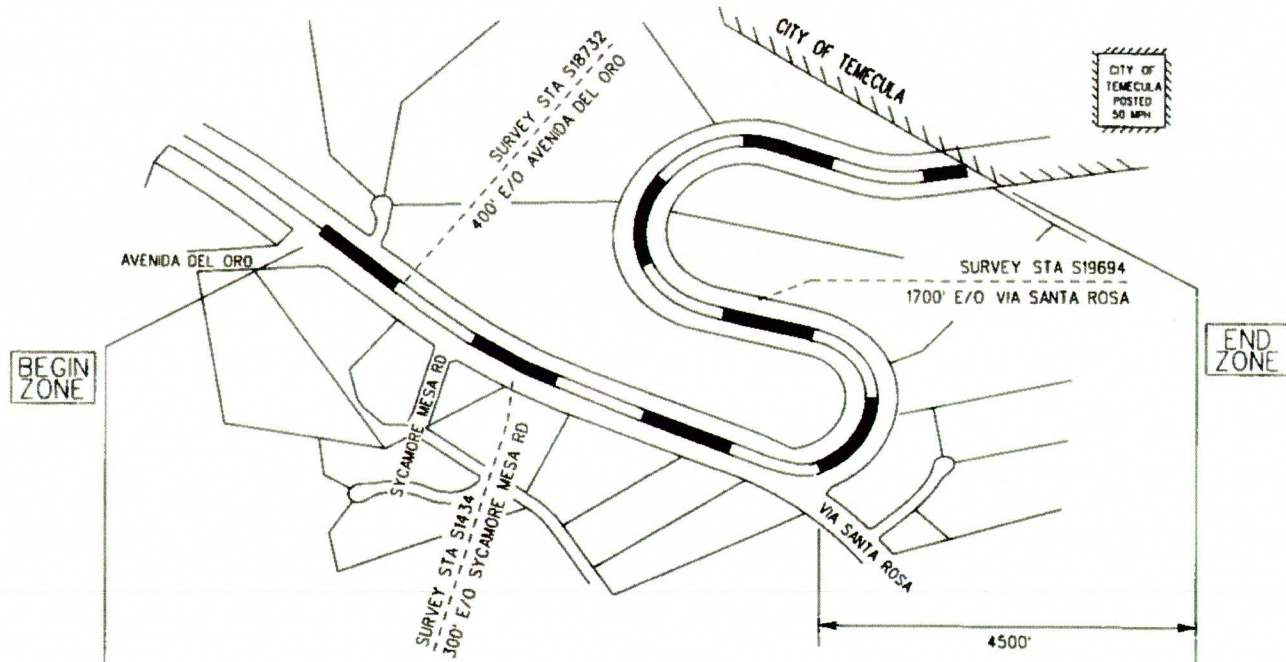 CITY OF TEMECULA
CITY OF
TEMECULA
POSTED
50 MPH
SURVEY STA S18732
400' E/O AVENIDA DEL ORO
AVENIDA DEL ORO
SURVEY STA S19694
1700' E/O VIA SANTA ROSA
BEGIN
ZONE
END
ZONE
SYCAMORE MESA RD
SURVEY STA S1434
300' E/O SYCAMORE MESA RD
VIA SANTA ROSA
4500'